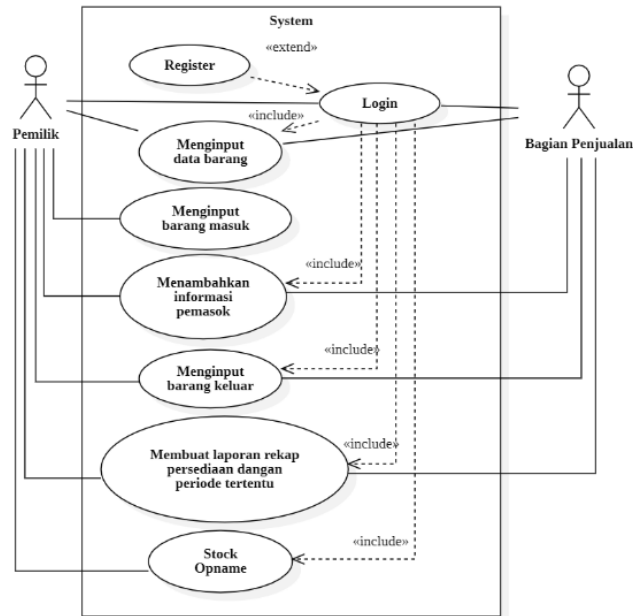 System
«extend»
Register
Login
«include»
Pemilik
Menginput
data barang
Bagian Penjualan
Menginput
barang masuk
«include»
Menambahkan
informasi
pemasok
«include»
Menginput
barang keluar
«include»
Membuat laporan rekap
persediaan dangan
periode tertentu
«include»
Stock
Opname